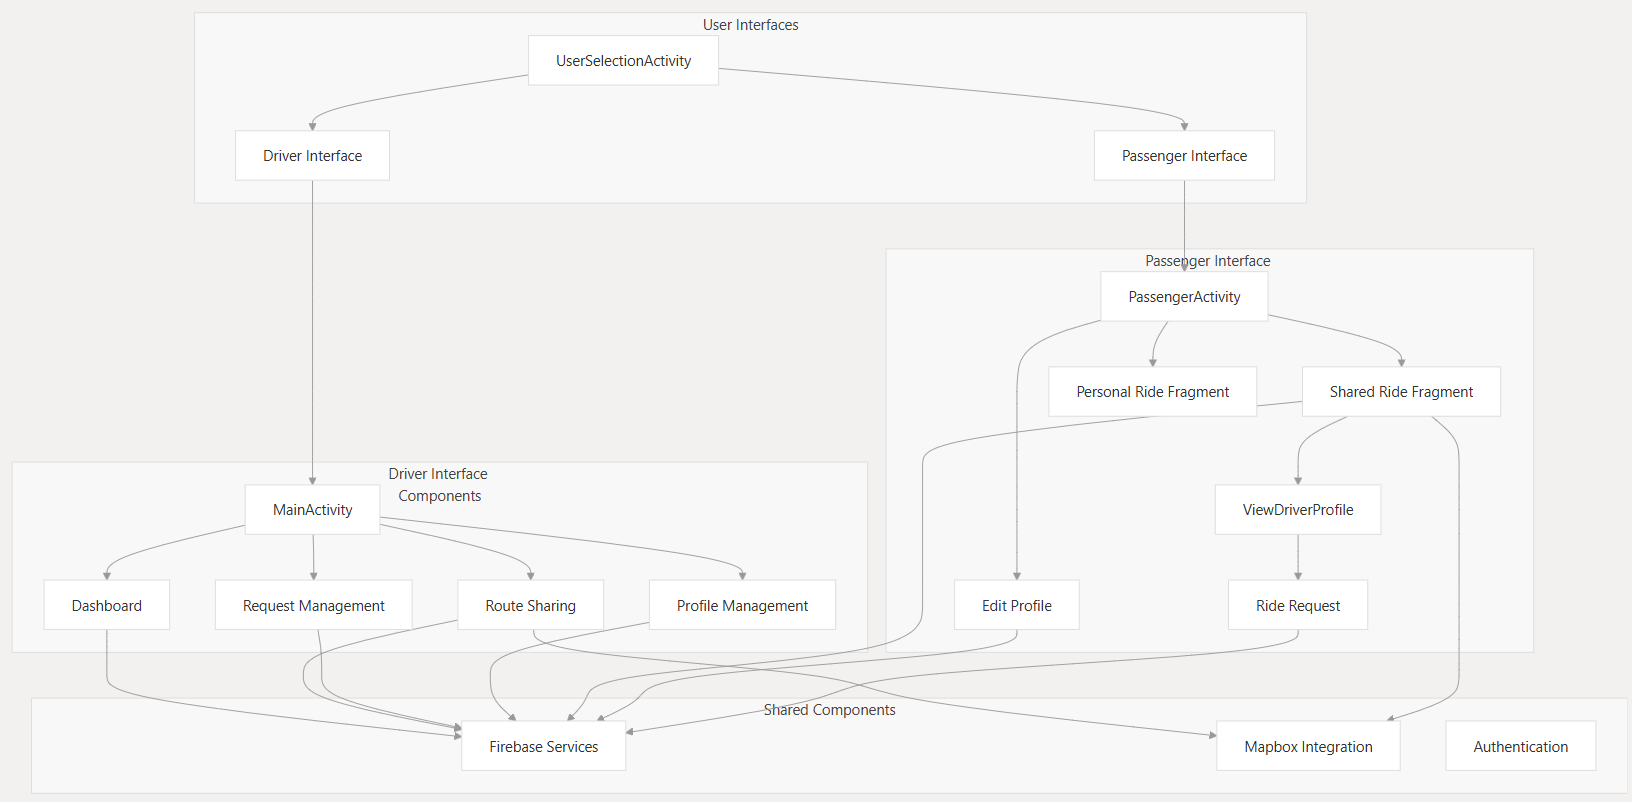 User Interfaces
UserSelectionActivity
Driver Interface
Passenger Interface
Passenger Interface
PassengerActivity
Personal Ride Fragment
Shared Ride Fragment
Driver Interface
Components
MainActivity
ViewDriverProfile
Dashboard
Request Management
Route Sharing
Profile Management
Edit Profile
Ride Request
Shared Components
Firebase Services
Mapbox Integration
Authentication